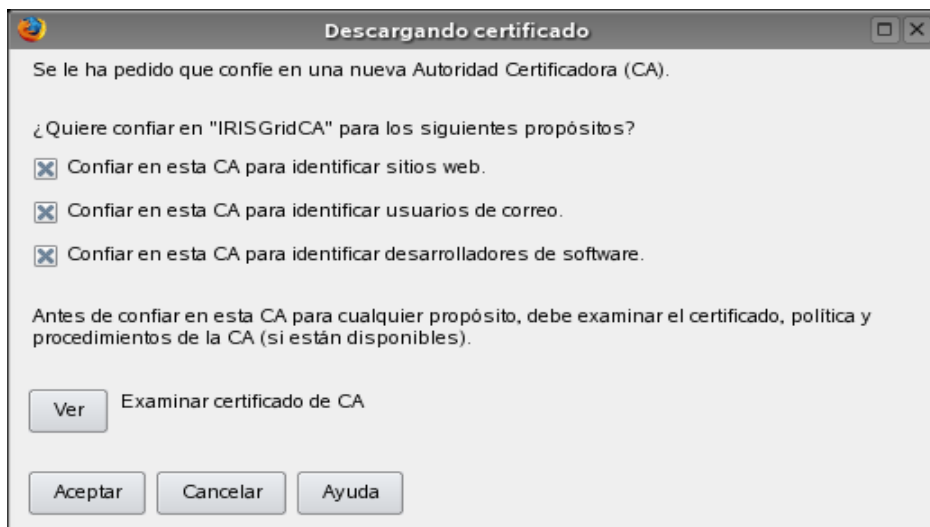 Descargando certificado
Se le ha pedido que confie en una nueva Autoridad Certificadora (CA).
¿Quiere confiar en "IRISGridCA" para los siguientes propósitos?
Confiar en esta CA para identificar sitios web.
Confiar en esta CA para identificar usuarios de correo.
Confiar en esta CA para identificar desarrolladores de software.
Antes de confiar en esta CA para cualquier propósito, debe examinar el certificado, política y
procedimientos de la CA (si están disponibles).
Ver Examinar certificado de CA
Aceptar Cancelar Ayuda